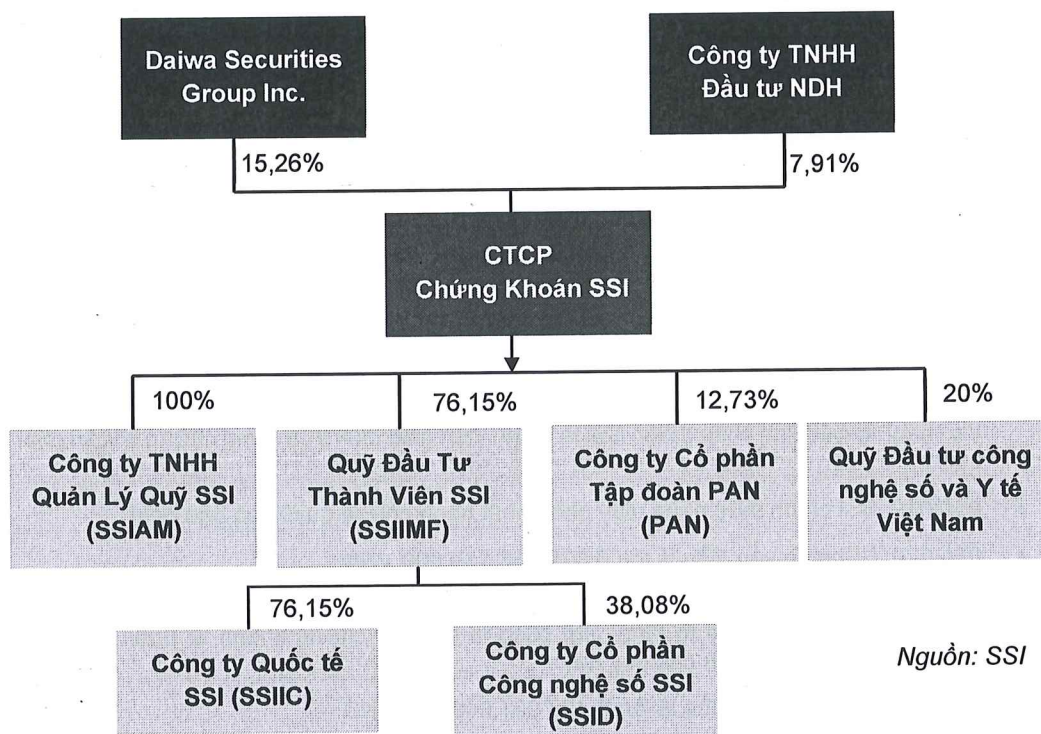 Daiwa Securities
Group Inc.
Công ty TNHH
Đầu tư NDH
15,26%
7,91%
CTCP
Chứng Khoán SSI
100%
76,15%
12,73%
20%
Công ty TNHH
Quản Lý Quỹ SSI
(SSIAM)
Quỹ Đầu Tư
Thành Viên SSI
(SSIIMF)
Công ty Cổ phần
Tập đoàn PAN
(PAN)
Quỹ Đầu tư công
nghệ số và Y tế
Việt Nam
76,15%
38,08%
Công ty Quốc tế
SSI (SSIIC)
Công ty Cổ phần
Công nghệ số SSI
(SSID)
Nguồn: SSI